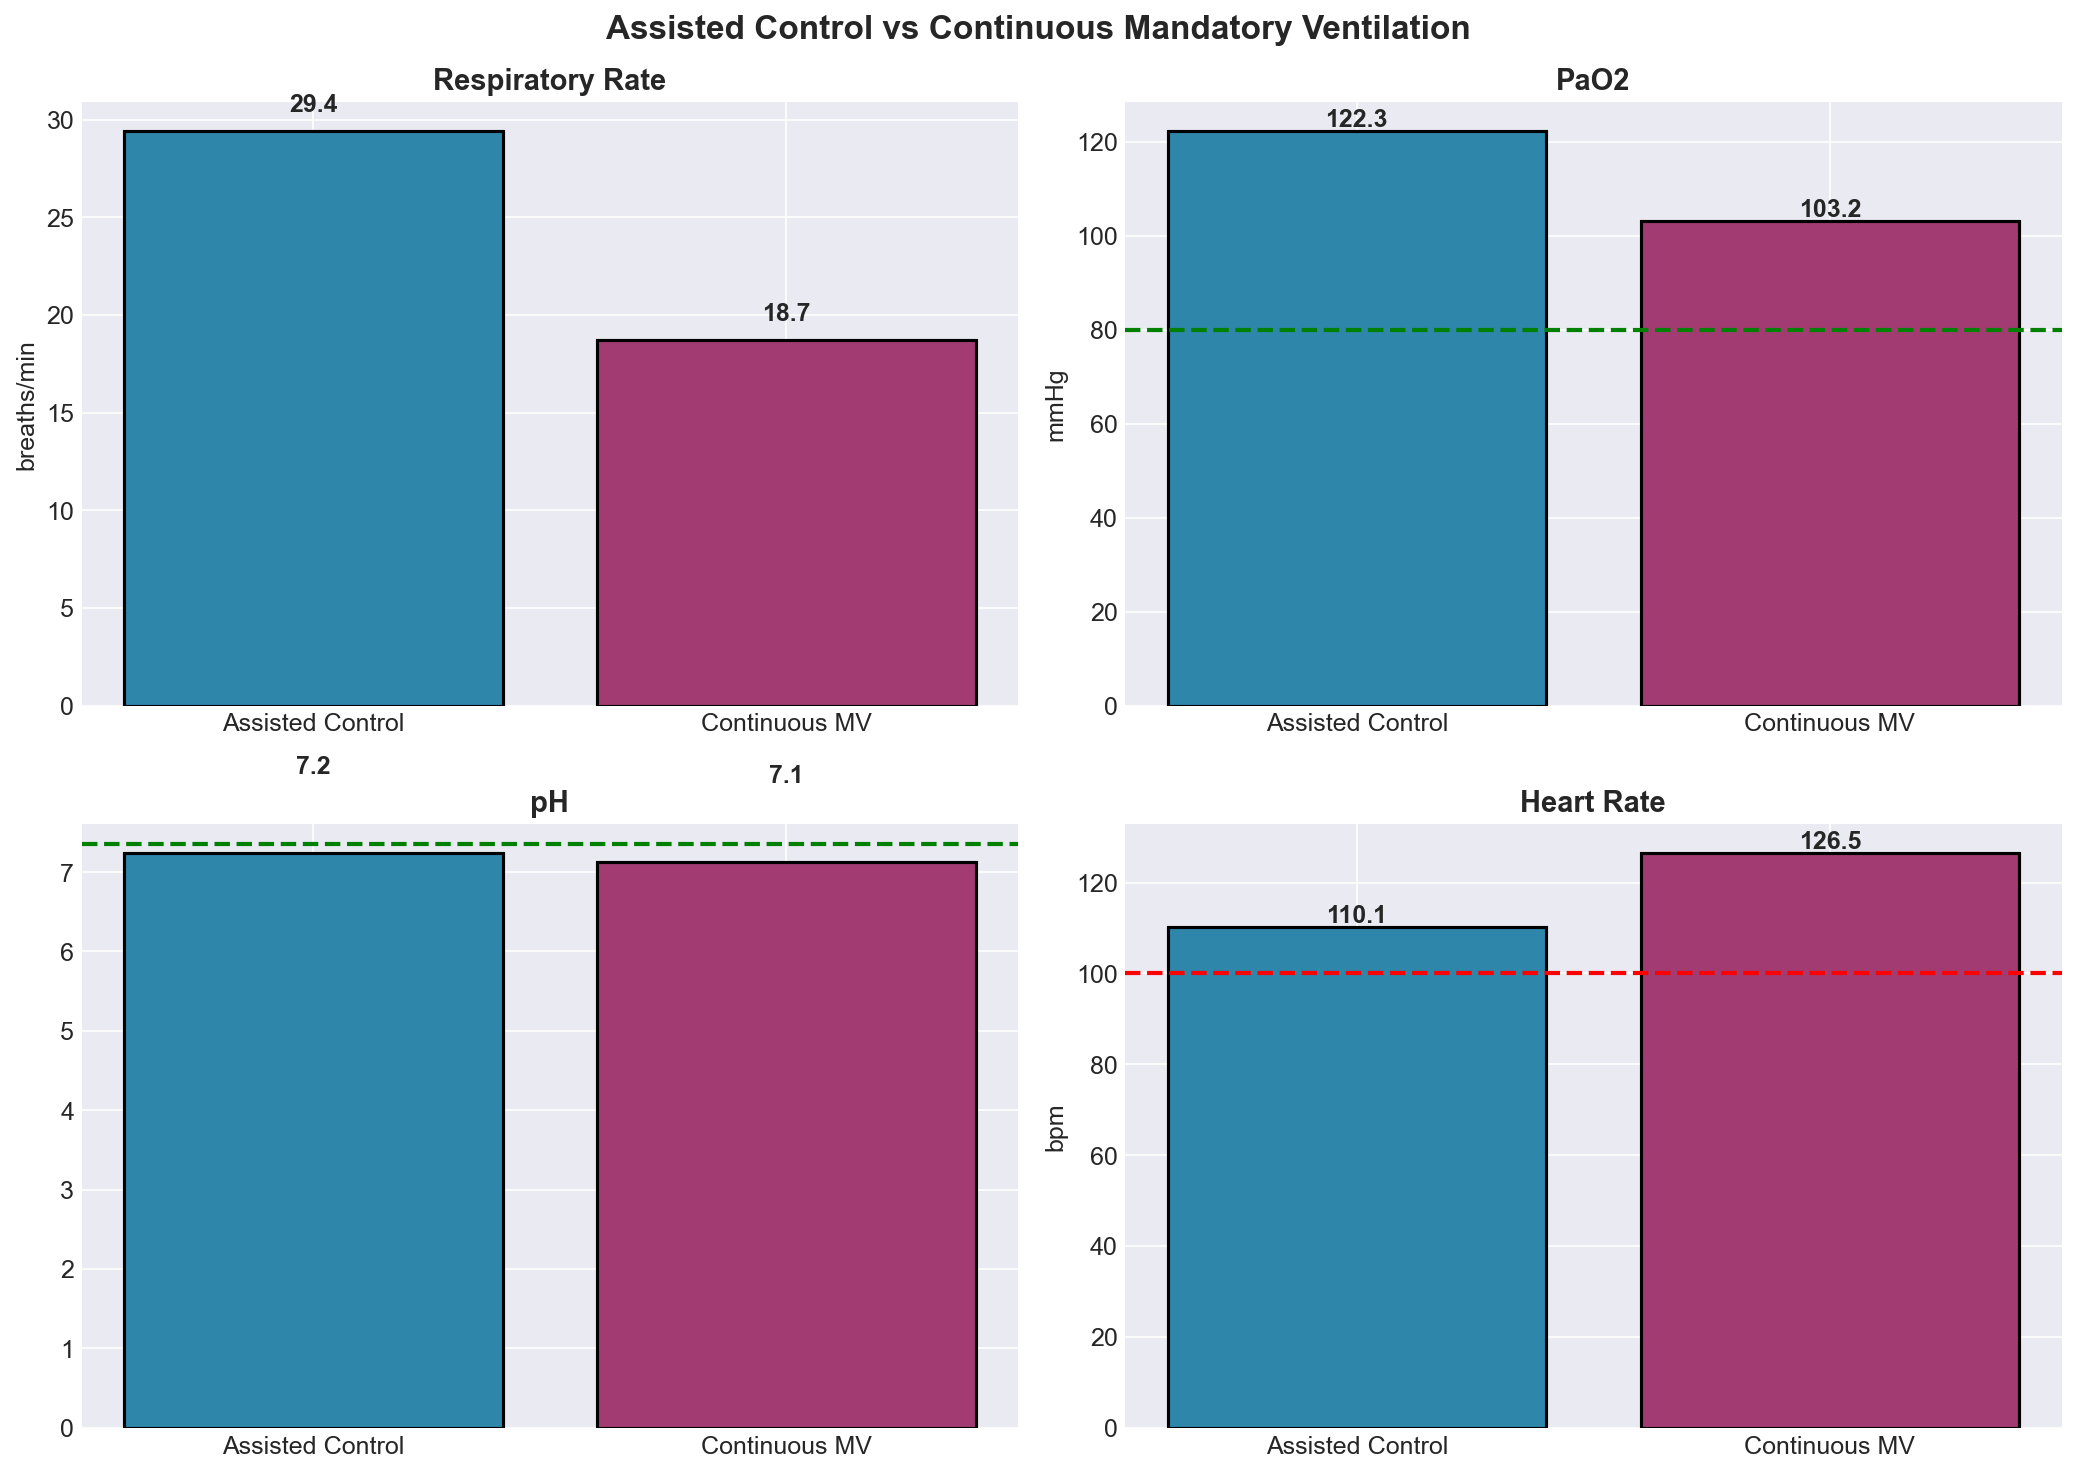 Assisted Control vs Continuous Mandatory Ventilation
Respiratory Rate
29.4
18.7
30
25
20
15
10
5
0
breaths/min
Assisted Control
Continuous MV
PaO2
122.3
103.2
120
100
80
60
40
20
0
mmHg
Assisted Control
Continuous MV
7.2
7.1
pH
7
6
5
4
3
2
1
0
Assisted Control
Continuous MV
Heart Rate
126.5
110.1
120
100
80
60
40
20
0
bpm
Assisted Control
Continuous MV